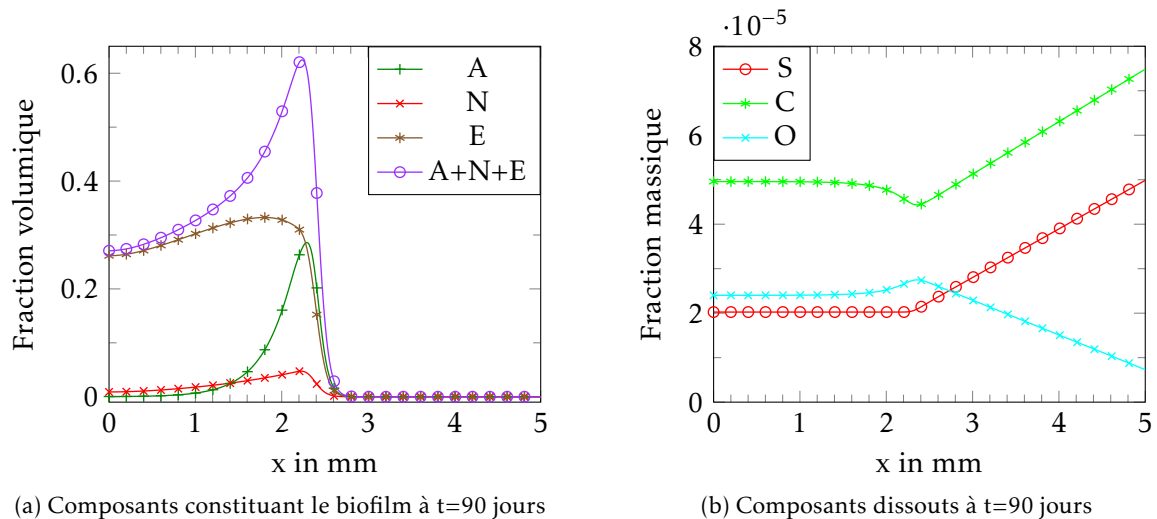 0.6
0.4
0.2
0
0
1
2
3
4
5
Fraction volumique
x in mm
A
N
E
A+N+E
(a) Composants constituant le biofilm à t=90 jours
·10⁻⁵
8
6
4
2
0
0
1
2
3
4
5
Fraction massique
x in mm
S
C
O
(b) Composants dissouts à t=90 jours